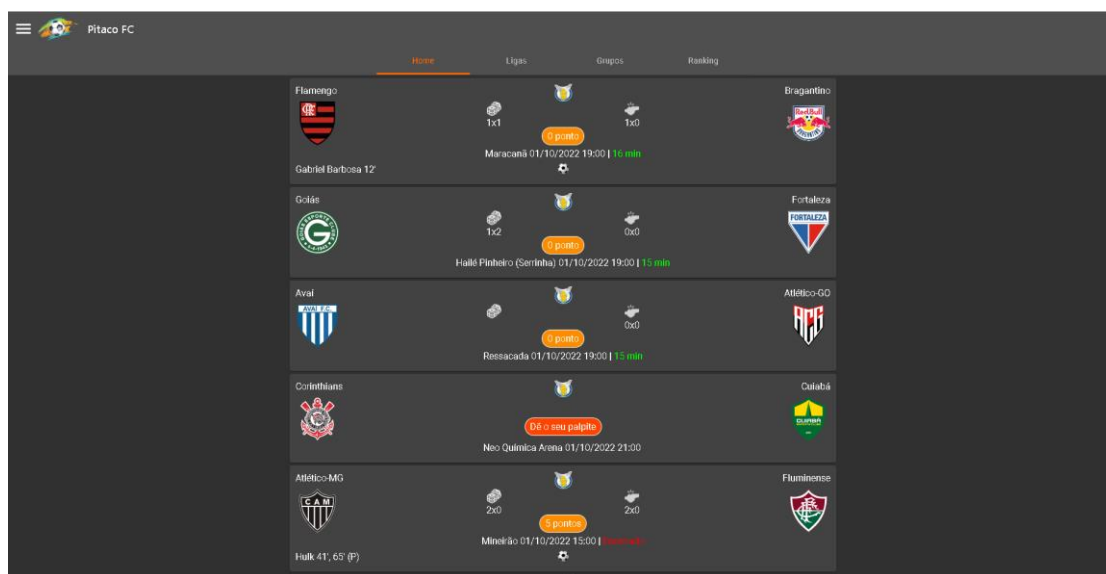 Pitaco FC
Home Ligas Grupos Ranking
Flamengo Bragantino
1x1 1x0
0 ponto
Maracanã 01/10/2022 19:00 | 16 min
Gabriel Barbosa 12'
Goiás Fortaleza
FORTALEZA
1x2 0x0
0 ponto
Hailé Pinheiro (Serrinha) 01/10/2022 19:00 | 15 min
Avaí Atlético-GO
AVAÍ F.C.
0x0
0 ponto
Ressacada 01/10/2022 19:00 | 15 min
Corinthians Cuiabá
CUIABÁ
Dê o seu palpite
Neo Química Arena 01/10/2022 21:00
Atlético-MG Fluminense
CAM
2x0 2x0
5 pontos
Mineirão 01/10/2022 15:00 |
Hulk 41', 65' (P)